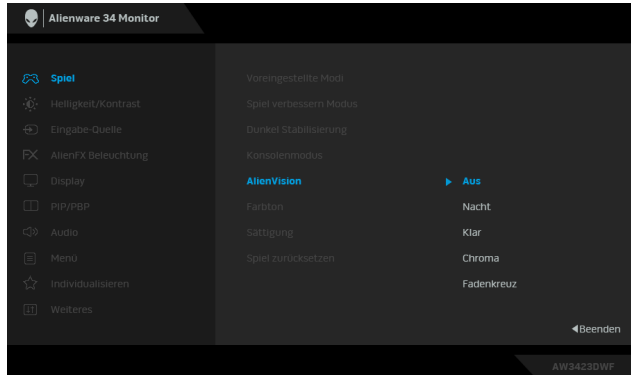 Alienware 34 Monitor
Spiel
Helligkeit/Kontrast
Eingabe-Quelle
AlienFX Beleuchtung
Display
PIP/PBP
Audio
Menü
Individualisieren
Weiteres
Voreingestellte Modi
Spiel verbessern Modus
Dunkel Stabilisierung
Konsolenmodus
AlienVision
Farbton
Sättigung
Spiel zurücksetzen
Aus
Nacht
Klar
Chroma
Fadenkreuz
Beenden
AW3423DWF